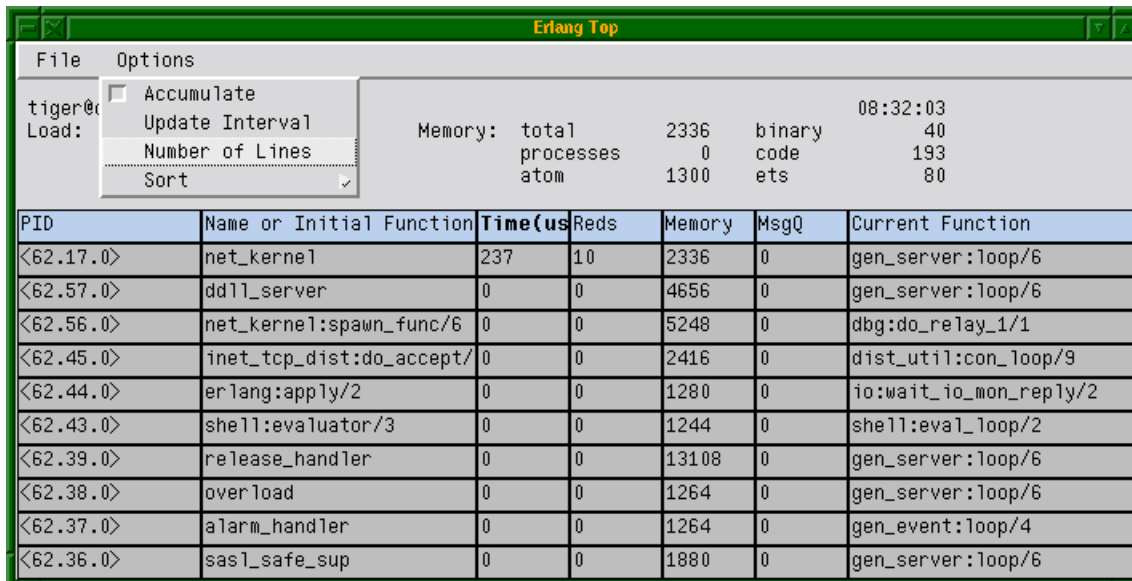 Erlang Top
File Options
Accumulate
tiger@ 08:32:03
Update Interval
Load: Memory: total 2336 binary 40
Number of Lines
processes 0 code 193
Sort
atom 1300 ets 80
PID Name or Initial Function Time(us Reds Memory MsgQ Current Function
<62.17.0> net_kernel 237 10 2336 0 gen_server:loop/6
<62.57.0> ddll_server 0 0 4656 0 gen_server:loop/6
<62.56.0> net_kernel:spawn_func/6 0 0 5248 0 dbg:do_relay_1/1
<62.45.0> inet_tcp_dist:do_accept/ 0 0 2416 0 dist_util:con_loop/9
<62.44.0> erlang:apply/2 0 0 1280 0 io:wait_io_mon_reply/2
<62.43.0> shell:evaluator/3 0 0 1244 0 shell:eval_loop/2
<62.39.0> release_handler 0 0 13108 0 gen_server:loop/6
<62.38.0> overload 0 0 1264 0 gen_server:loop/6
<62.37.0> alarm_handler 0 0 1264 0 gen_event:loop/4
<62.36.0> sasl_safe_sup 0 0 1880 0 gen_server:loop/6